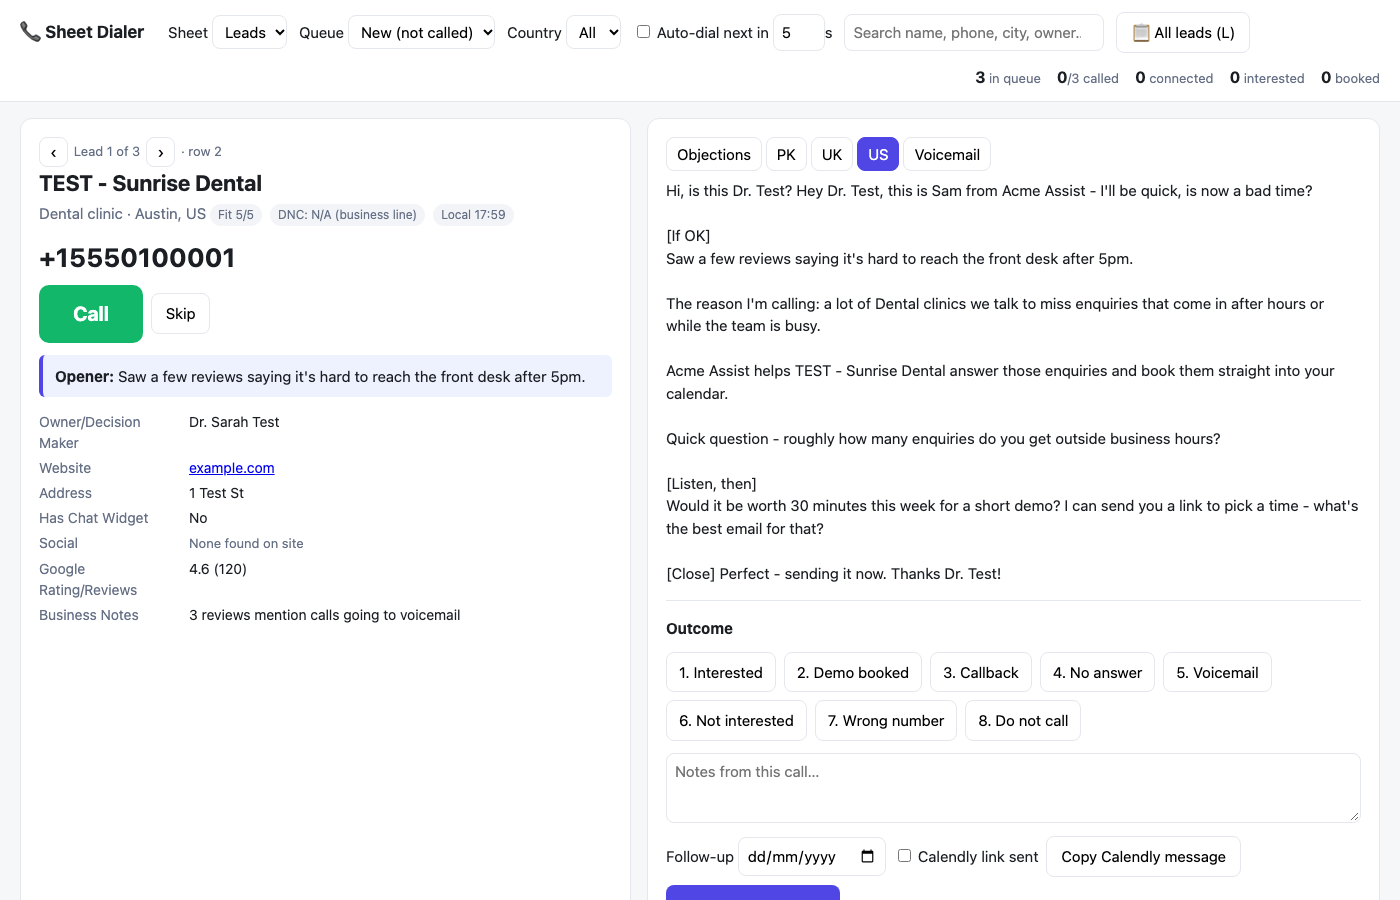 📞 Sheet Dialer Sheet Leads Queue New (not called) Country All Auto-dial next in 5 s Search name, phone, city, owner.. 📋 All leads (L)
3 in queue 0/3 called 0 connected 0 interested 0 booked
‹ Lead 1 of 3 › · row 2
TEST - Sunrise Dental
Dental clinic · Austin, US Fit 5/5 DNC: N/A (business line) Local 17:59
+15550100001
Call Skip
Opener: Saw a few reviews saying it's hard to reach the front desk after 5pm.
Owner/Decision Dr. Sarah Test
Maker
Website example.com
Address 1 Test St
Has Chat Widget No
Social None found on site
Google 4.6 (120)
Rating/Reviews
Business Notes 3 reviews mention calls going to voicemail
Objections PK UK US Voicemail
Hi, is this Dr. Test? Hey Dr. Test, this is Sam from Acme Assist - I'll be quick, is now a bad time?
[If OK]
Saw a few reviews saying it's hard to reach the front desk after 5pm.
The reason I'm calling: a lot of Dental clinics we talk to miss enquiries that come in after hours or
while the team is busy.
Acme Assist helps TEST - Sunrise Dental answer those enquiries and book them straight into your
calendar.
Quick question - roughly how many enquiries do you get outside business hours?
[Listen, then]
Would it be worth 30 minutes this week for a short demo? I can send you a link to pick a time - what's
the best email for that?
[Close] Perfect - sending it now. Thanks Dr. Test!
Outcome
1. Interested 2. Demo booked 3. Callback 4. No answer 5. Voicemail
6. Not interested 7. Wrong number 8. Do not call
Notes from this call...
Follow-up dd/mm/yyyy Calendly link sent Copy Calendly message